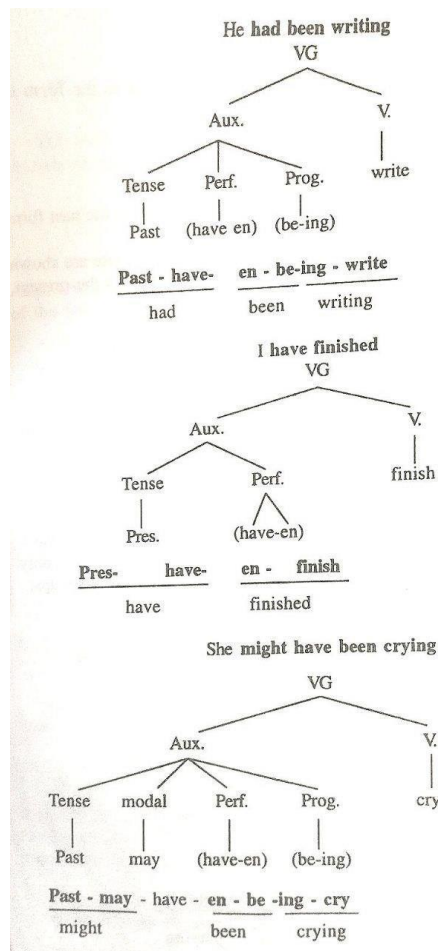 He had been writing
VG
Aux. V.
Tense Perf. Prog. write
Past (have en) (be-ing)
Past - have- en - be-ing - write
had been writing
I have finished
VG
Aux. V.
Tense Perf. finish
Pres. (have-en)
Pres- have- en - finish
have finished
She might have been crying
VG
Aux. V.
Tense modal Perf. Prog. cry
Past may (have-en) (be-ing)
Past - may - have - en - be -ing - cry
might been crying